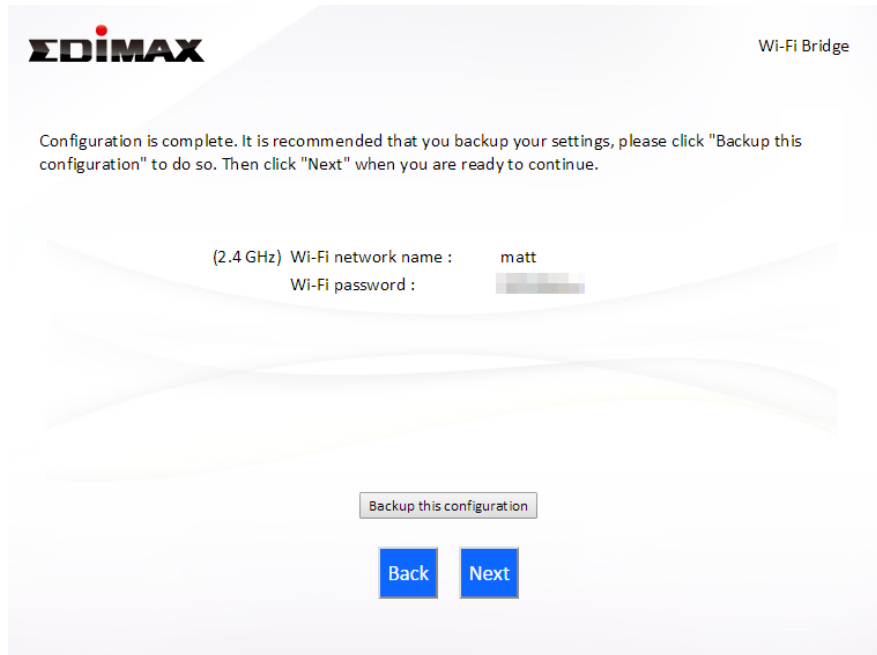 EDIMAX
Wi-Fi Bridge
Configuration is complete. It is recommended that you backup your settings, please click "Backup this
configuration" to do so. Then click "Next" when you are ready to continue.
(2.4 GHz) Wi-Fi network name : matt
Wi-Fi password :
Backup this configuration
Back Next